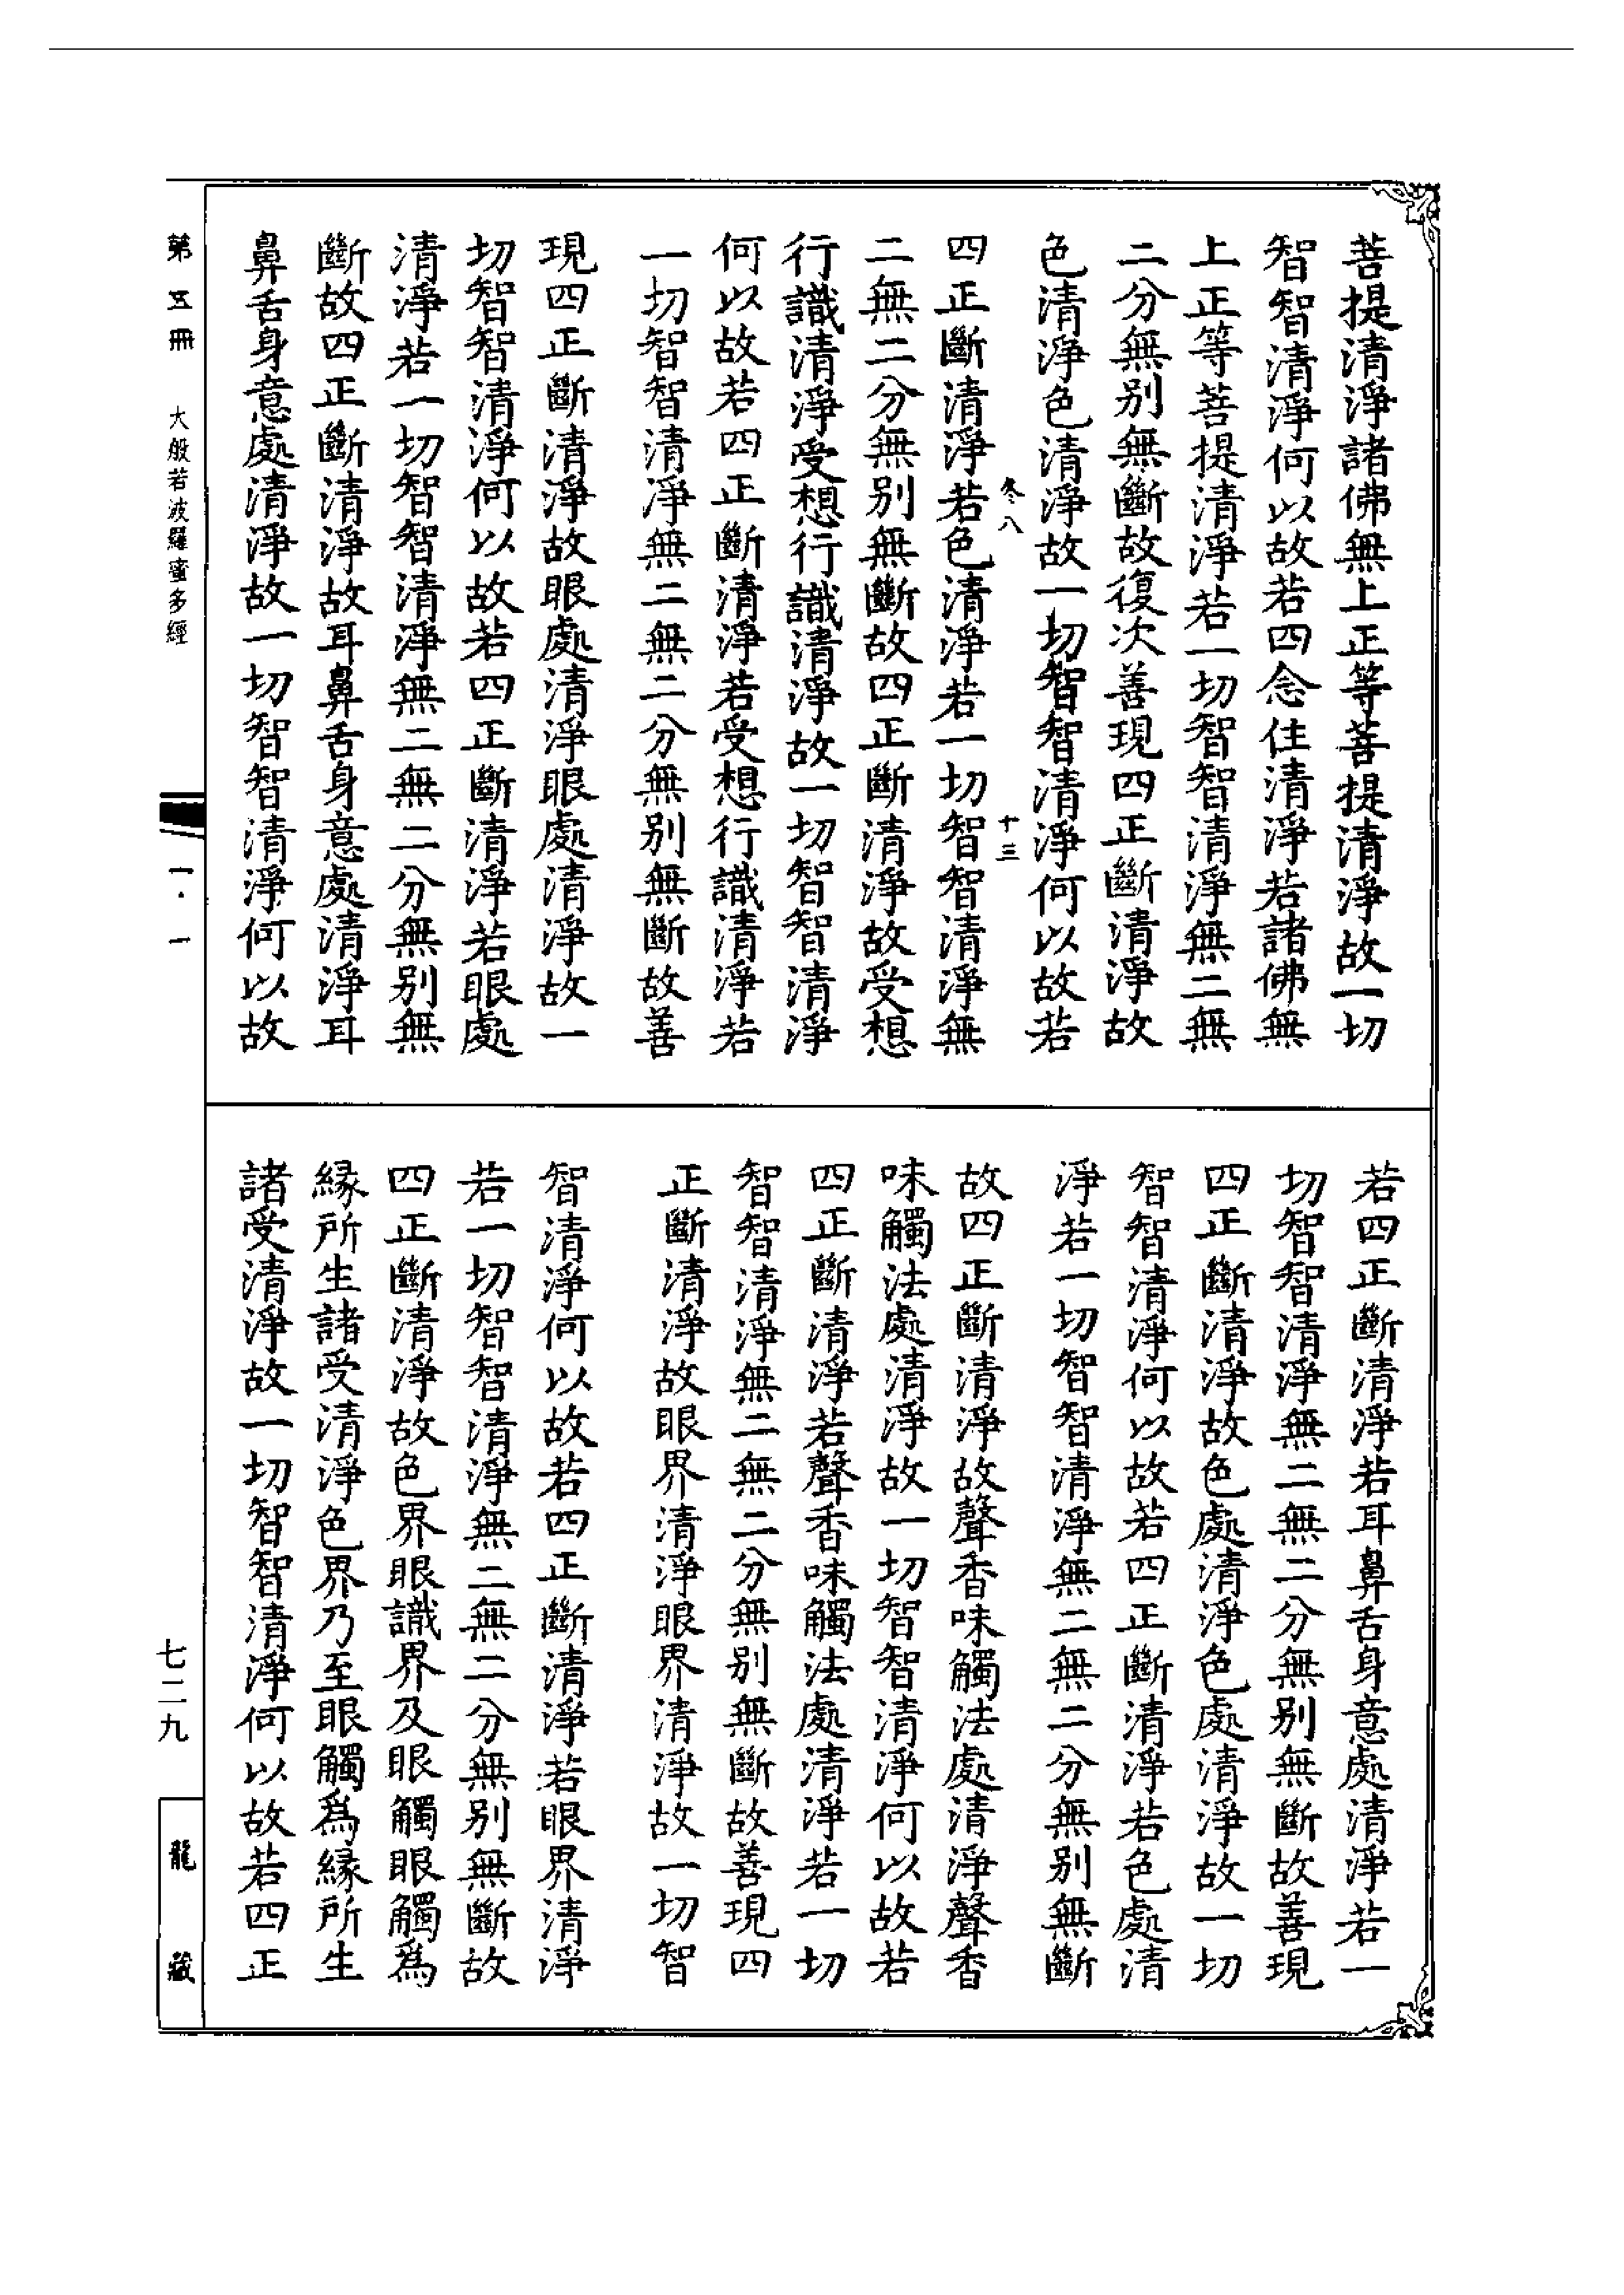 菩提清淨諸佛無上正等菩提清淨故一切
智智清淨何以故若四念住清淨若諸佛無
上正等菩提清淨若一切智智清淨無二無
二分無別無斷故復次善現四正斷清淨故
色清淨色清淨故一切智智清淨何以故若
冬八 十三
四正斷清淨若色清淨若一切智智清淨無
二無二分無別無斷故四正斷清淨故受想
行識清淨受想行識清淨故一切智智清淨
何以故若四正斷清淨若受想行識清淨若
一切智智清淨無二無二分無別無斷故善
現四正斷清淨故眼處清淨眼處清淨故一
切智智清淨何以故若四正斷清淨若眼處
清淨若一切智智清淨無二無二分無別無
斷故四正斷清淨故耳鼻舌身意處清淨耳
鼻舌身意處清淨故一切智智清淨何以故
若四正斷清淨若耳鼻舌身意處清淨若一
切智智清淨無二無二分無別無斷故善現
四正斷清淨故色處清淨色處清淨故一切
智智清淨何以故若四正斷清淨若色處清
淨若一切智智清淨無二無二分無別無斷
故四正斷清淨故聲香味觸法處清淨聲香
味觸法處清淨故一切智智清淨何以故若
四正斷清淨若聲香味觸法處清淨若一切
智智清淨無二無二分無別無斷故善現四
正斷清淨故眼界清淨眼界清淨故一切智
智清淨何以故若四正斷清淨若眼界清淨
若一切智智清淨無二無二分無別無斷故
四正斷清淨故色界眼識界及眼觸眼觸爲
緣所生諸受清淨色界乃至眼觸爲緣所生
諸受清淨故一切智智清淨何以故若四正
第五冊 大般若波羅蜜多經 一·一
七二九
龍藏